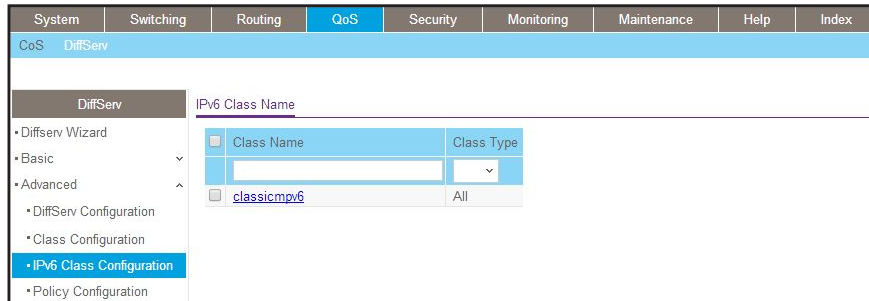 System Switching Routing QoS Security Monitoring Maintenance Help Index
CoS DiffServ
DiffServ
IPv6 Class Name
Diffserv Wizard
Basic
Advanced
DiffServ Configuration
Class Configuration
IPv6 Class Configuration
Policy Configuration
Class Name Class Type
classicmpv6 All